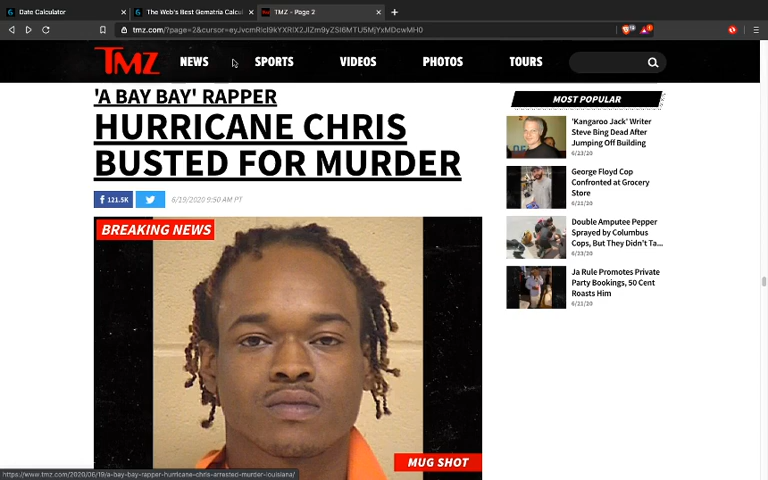 Date Calculator
The Web's Best Gematria Calcul
TMZ - Page 2
tmz.com/?page=2&cursor=
TMZ
NEWS
SPORTS
VIDEOS
PHOTOS
TOURS
'A BAY BAY' RAPPER
HURRICANE CHRIS
BUSTED FOR MURDER
121.5K
6/19/2020 9:50 AM PT
BREAKING NEWS
MUG SHOT
MOST POPULAR
'Kangaroo Jack' Writer
Steve Bing Dead After
Jumping Off Building
6/23/20
George Floyd Cop
Confronted at Grocery
Store
6/21/20
Double Amputee Pepper
Sprayed by Columbus
Cops, But They Didn't Ta...
6/23/20
Ja Rule Promotes Private
Party Bookings, 50 Cent
Roasts Him
6/21/20
https://www.tmz.com/2020/06/19/a-bay-bay-rapper-hurricane-chris-arrested-murder-louisiana/